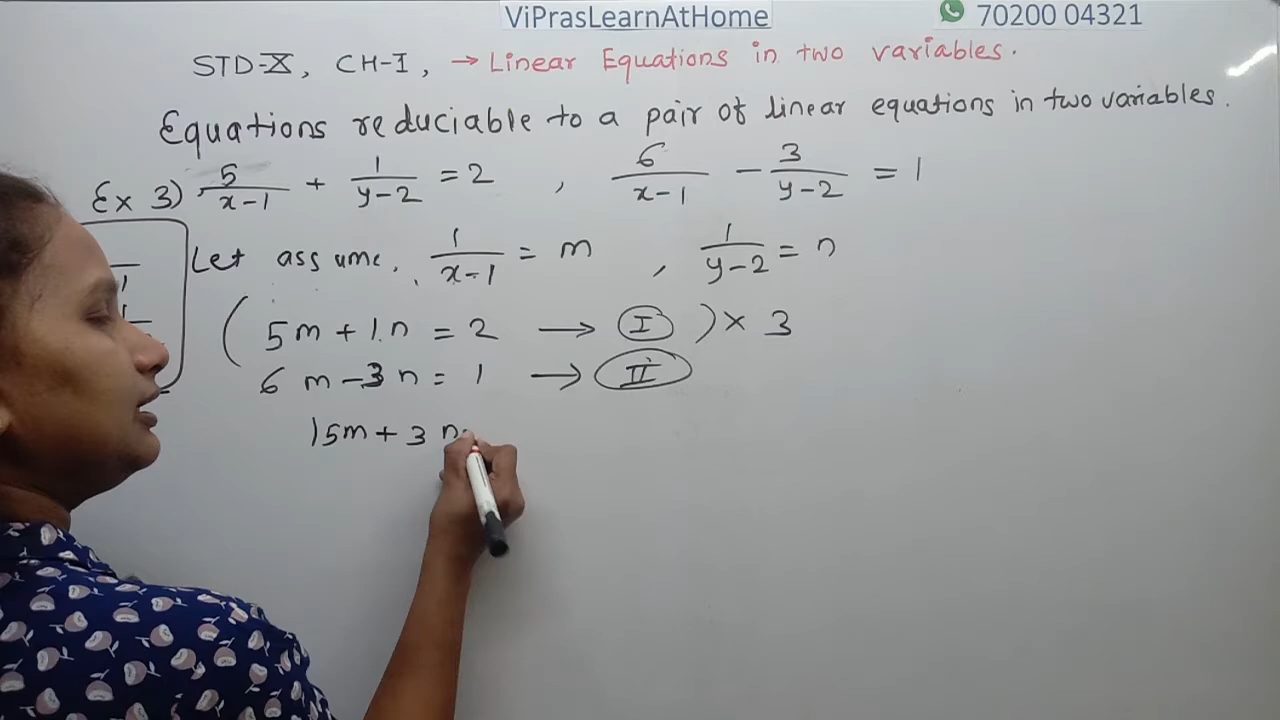 ViPrasLearnAtHome 70200 04321
STD-X, CH-I, → Linear Equations in two variables.
Equations reduciable to a pair of linear equations in two variables.
Ex 3) 5/(x-1) + 1/(y-2) = 2 , 6/(x-1) - 3/(y-2) = 1
Let assume, 1/(x-1) = m , 1/(y-2) = n
( 5m + 1n = 2 → I ) × 3
6m - 3n = 1 → II
15m + 3n